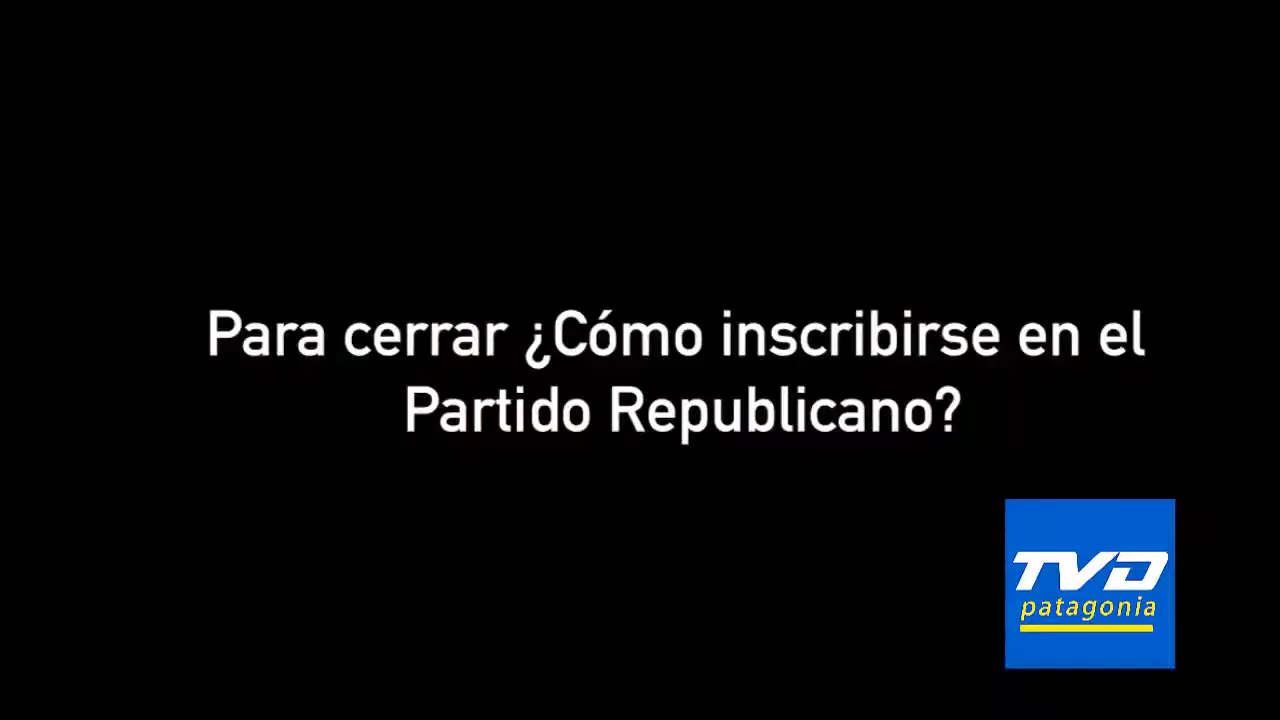 Para cerrar ¿Cómo inscribirse en el
Partido Republicano?
TVD
patagonia